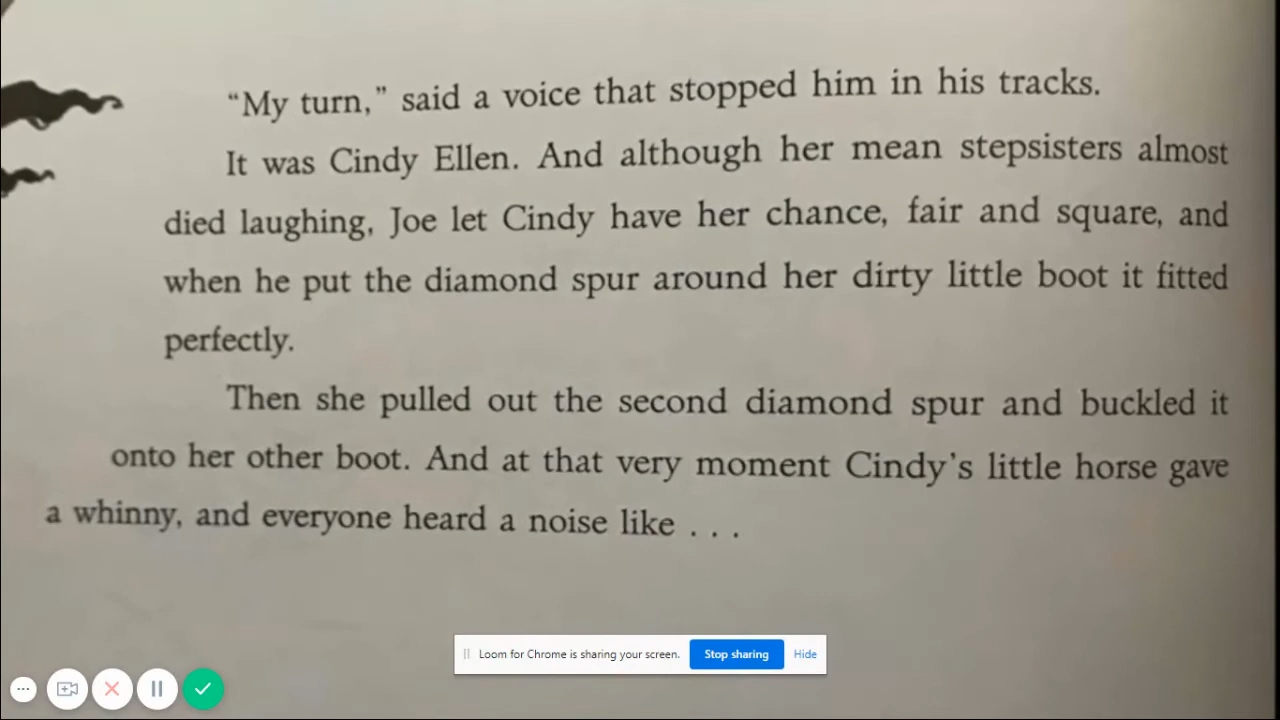 “My turn,” said a voice that stopped him in his tracks.
It was Cindy Ellen. And although her mean stepsisters almost
died laughing, Joe let Cindy have her chance, fair and square, and
when he put the diamond spur around her dirty little boot it fitted
perfectly.
Then she pulled out the second diamond spur and buckled it
onto her other boot. And at that very moment Cindy’s little horse gave
a whinny, and everyone heard a noise like . . .
Loom for Chrome is sharing your screen. Stop sharing Hide